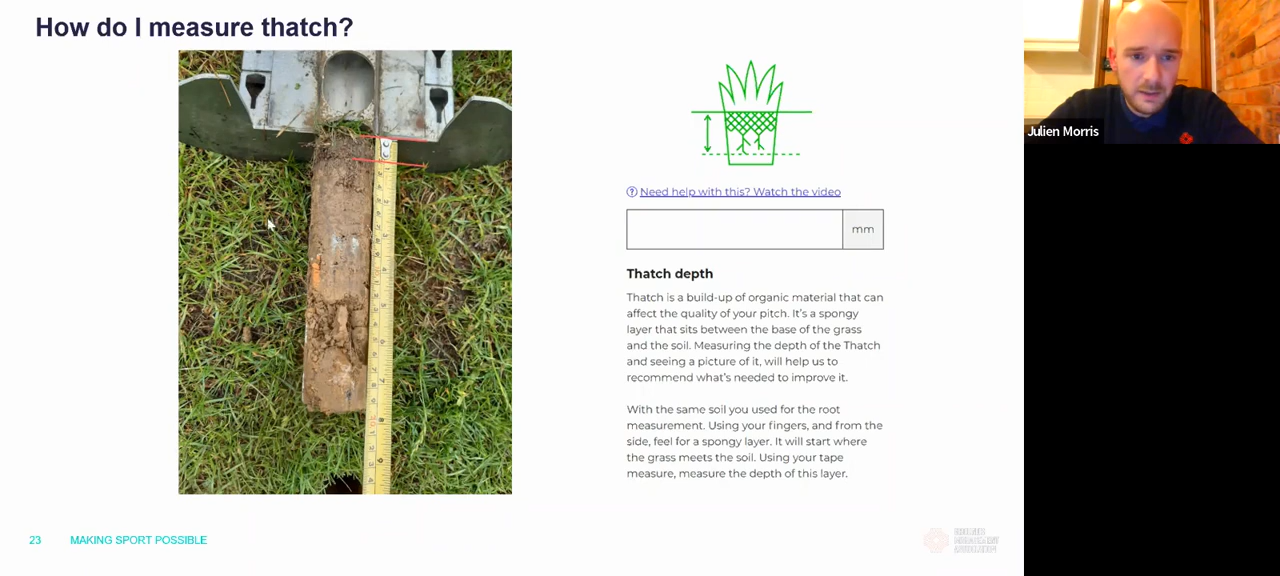 How do I measure thatch?
Need help with this? Watch the video
mm
Thatch depth
Thatch is a build-up of organic material that can
affect the quality of your pitch. It's a spongy
layer that sits between the base of the grass
and the soil. Measuring the depth of the Thatch
and seeing a picture of it, will help us to
recommend what's needed to improve it.
With the same soil you used for the root
measurement. Using your fingers, and from the
side, feel for a spongy layer. It will start where
the grass meets the soil. Using your tape
measure, measure the depth of this layer.
23 MAKING SPORT POSSIBLE
Julien Morris